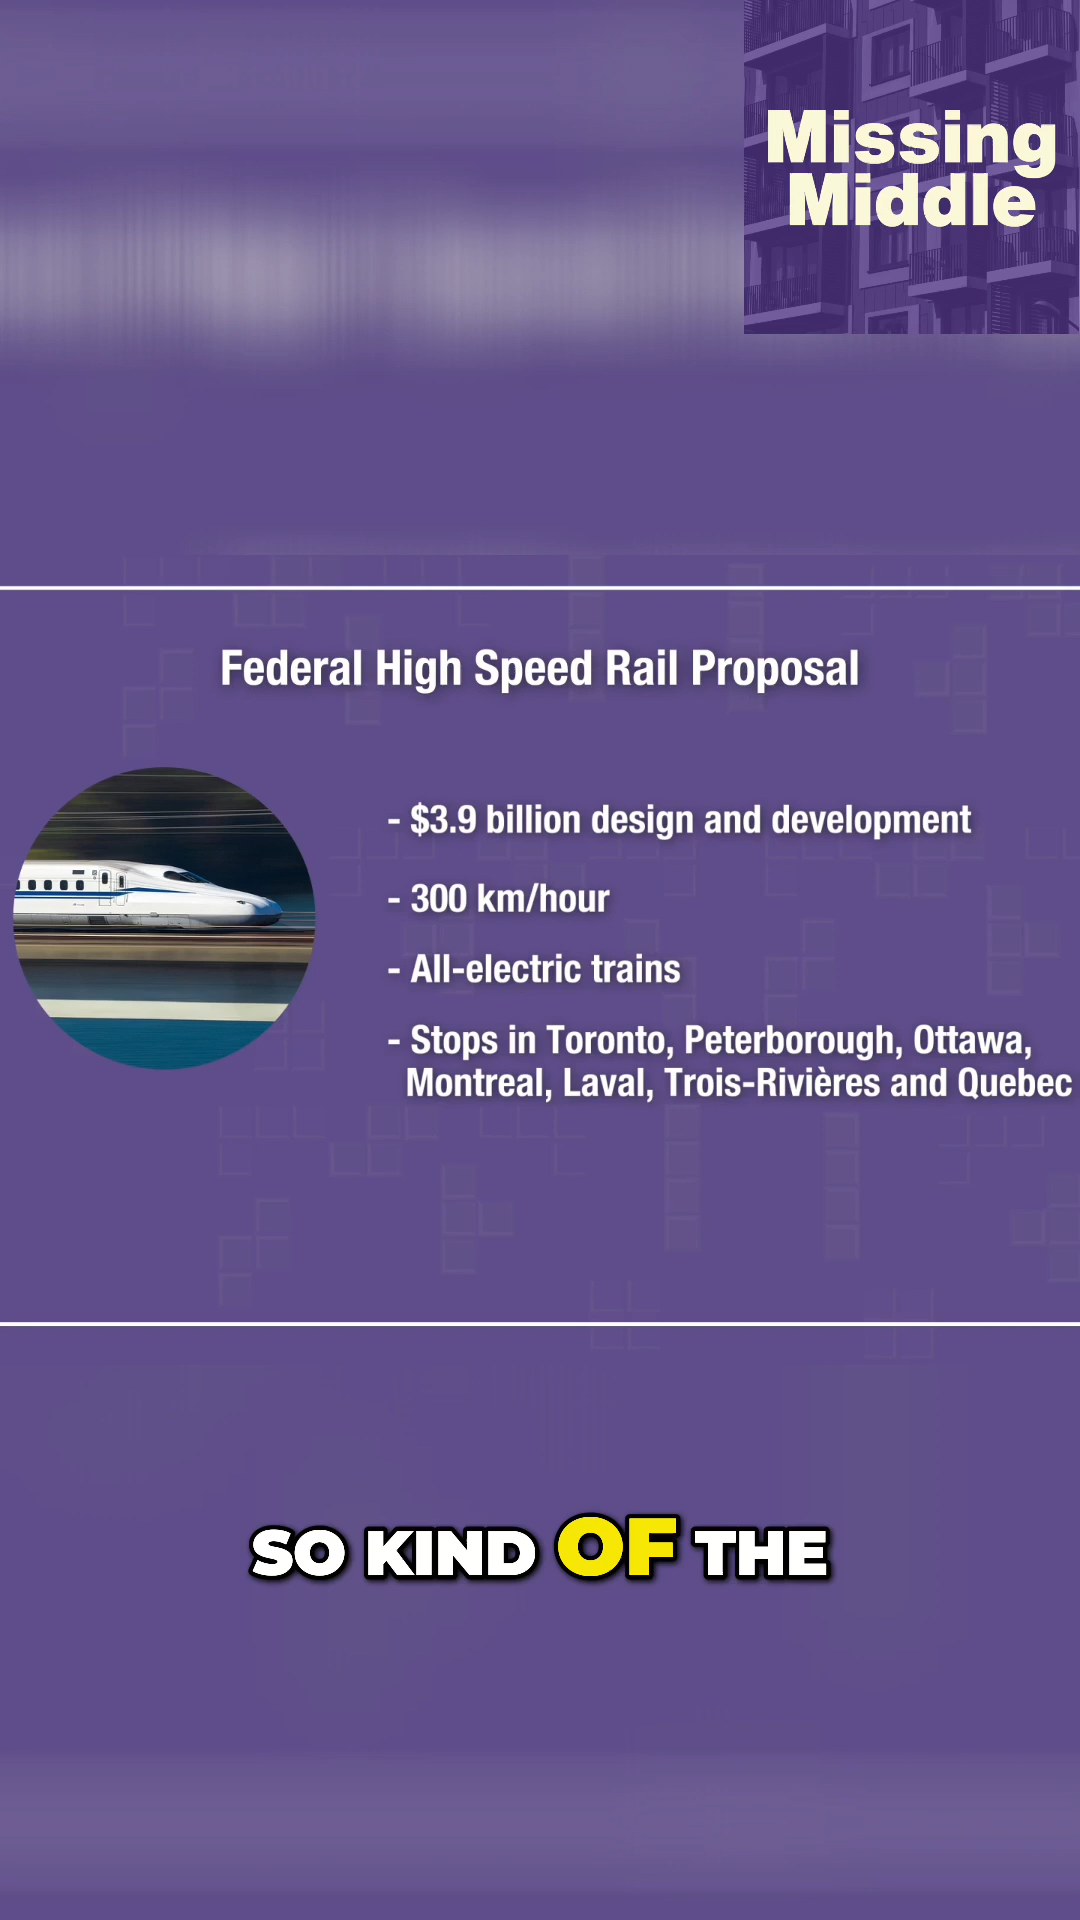 Missing
Middle
Federal High Speed Rail Proposal
- $3.9 billion design and development
- 300 km/hour
- All-electric trains
- Stops in Toronto, Peterborough, Ottawa,
Montreal, Laval, Trois-Rivières and Quebec
SO KIND OF THE